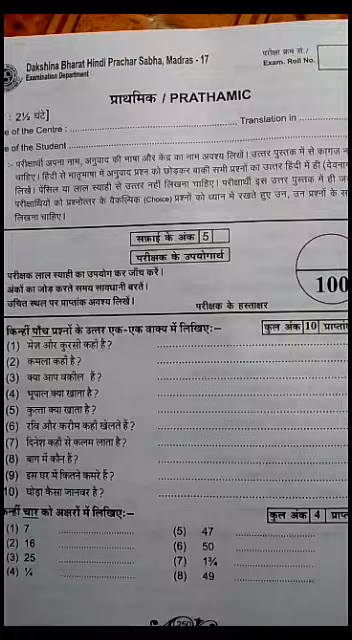 Dakshina Bharat Hindi Prachar Sabha, Madras - 17
Examination Department
परीक्षा क्रम सं./
Exam. Roll No.
प्राथमिक / PRATHAMIC
: 2½ घंटे]
Translation in
e of the Centre :
e of the Student
:- परीक्षार्थी अपना नाम, अनुवाद की भाषा और केंद्र का नाम अवश्य लिखें। उत्तर पुस्तक में से कागज़ न
चाहिए। हिंदी से मातृभाषा में अनुवाद प्रश्न को छोड़कर बाकी सभी प्रश्नों का उत्तर हिंदी में ही (देवना
लिखें। पेंसिल या लाल स्याही से उत्तर नहीं लिखना चाहिए। परीक्षार्थी इस उत्तर पुस्तक में ही
परीक्षार्थियों को प्रश्नोत्तर के वैकल्पिक (Choice) प्रश्नों को ध्यान में रखते हुए उन, उन प्रश्नों के स
लिखना चाहिए।
सफ़ाई के अंक 5
परीक्षक के उपयोगार्थ
परीक्षक लाल स्याही का उपयोग कर जाँच करें।
अंकों का जोड़ करते समय सावधानी बरतें।
उचित स्थल पर प्राप्तांक अवश्य लिखें।
100
परीक्षक के हस्ताक्षर
किन्हीं पाँच प्रश्नों के उत्तर एक-एक वाक्य में लिखिए:—
कुल अंक 10 प्राप्तां
(1) मेज़ और कुरसी कहाँ हैं?
(2) कमला कहाँ है?
(3) क्या आप वकील हैं?
(4) भूपाल क्या खाता है?
(5) कुत्ता क्या खाता है?
(6) रवि और करीम कहाँ खेलते हैं?
(7) दिनेश कहाँ से कलम लाता है?
(8) बाग में कौन है?
(9) इस घर में कितने कमरे हैं?
10) घोड़ा कैसा जानवर है?
न्हीं चार को अक्षरों में लिखिए:—
कुल अंक 4 प्राप्त
(1) 7
(5) 47
(2) 16
(6) 50
(3) 25
(7) 1¾
(4) ¼
(8) 49
250